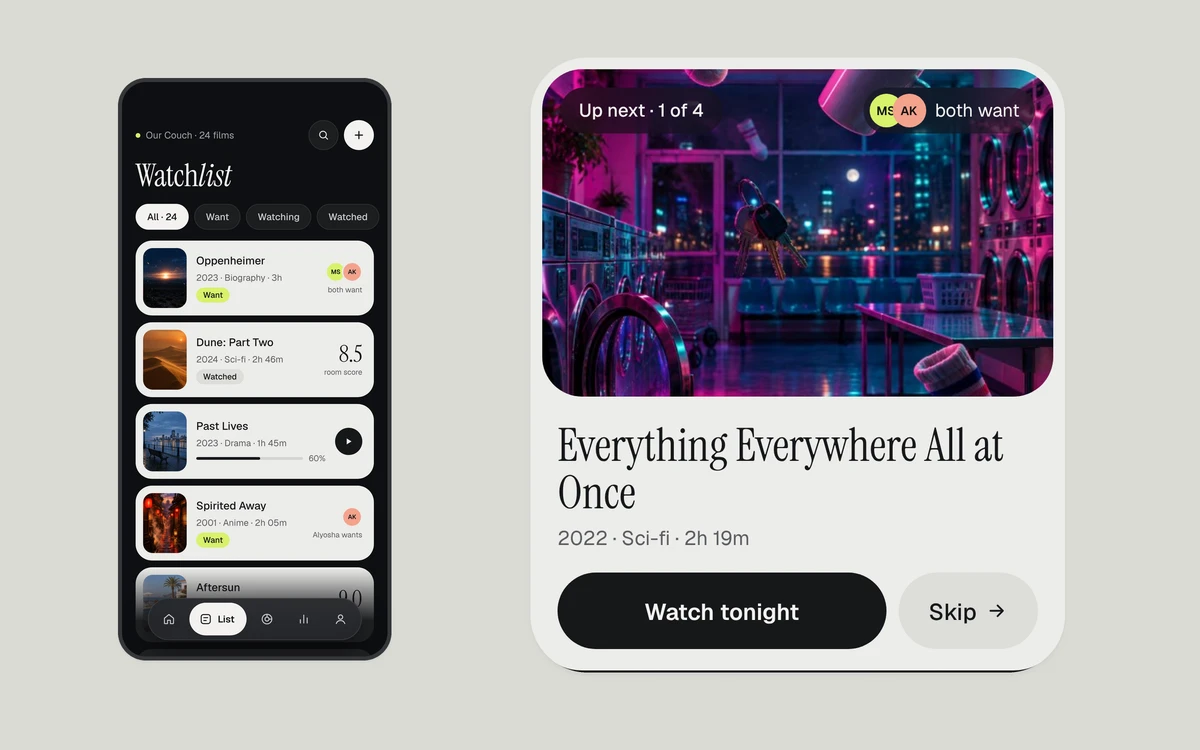 Our Couch · 24 films
Watchlist
All · 24
Want
Watching
Watched
Oppenheimer
2023 · Biography · 3h
Want
MS
AK
both want
Dune: Part Two
2024 · Sci-fi · 2h 46m
Watched
8.5
room score
Past Lives
2023 · Drama · 1h 45m
60%
Spirited Away
2001 · Anime · 2h 05m
Want
AK
Alyosha wants
Aftersun
9.0
List
Up next · 1 of 4
MS
AK
both want
Everything Everywhere All at
Once
2022 · Sci-fi · 2h 19m
Watch tonight
Skip →